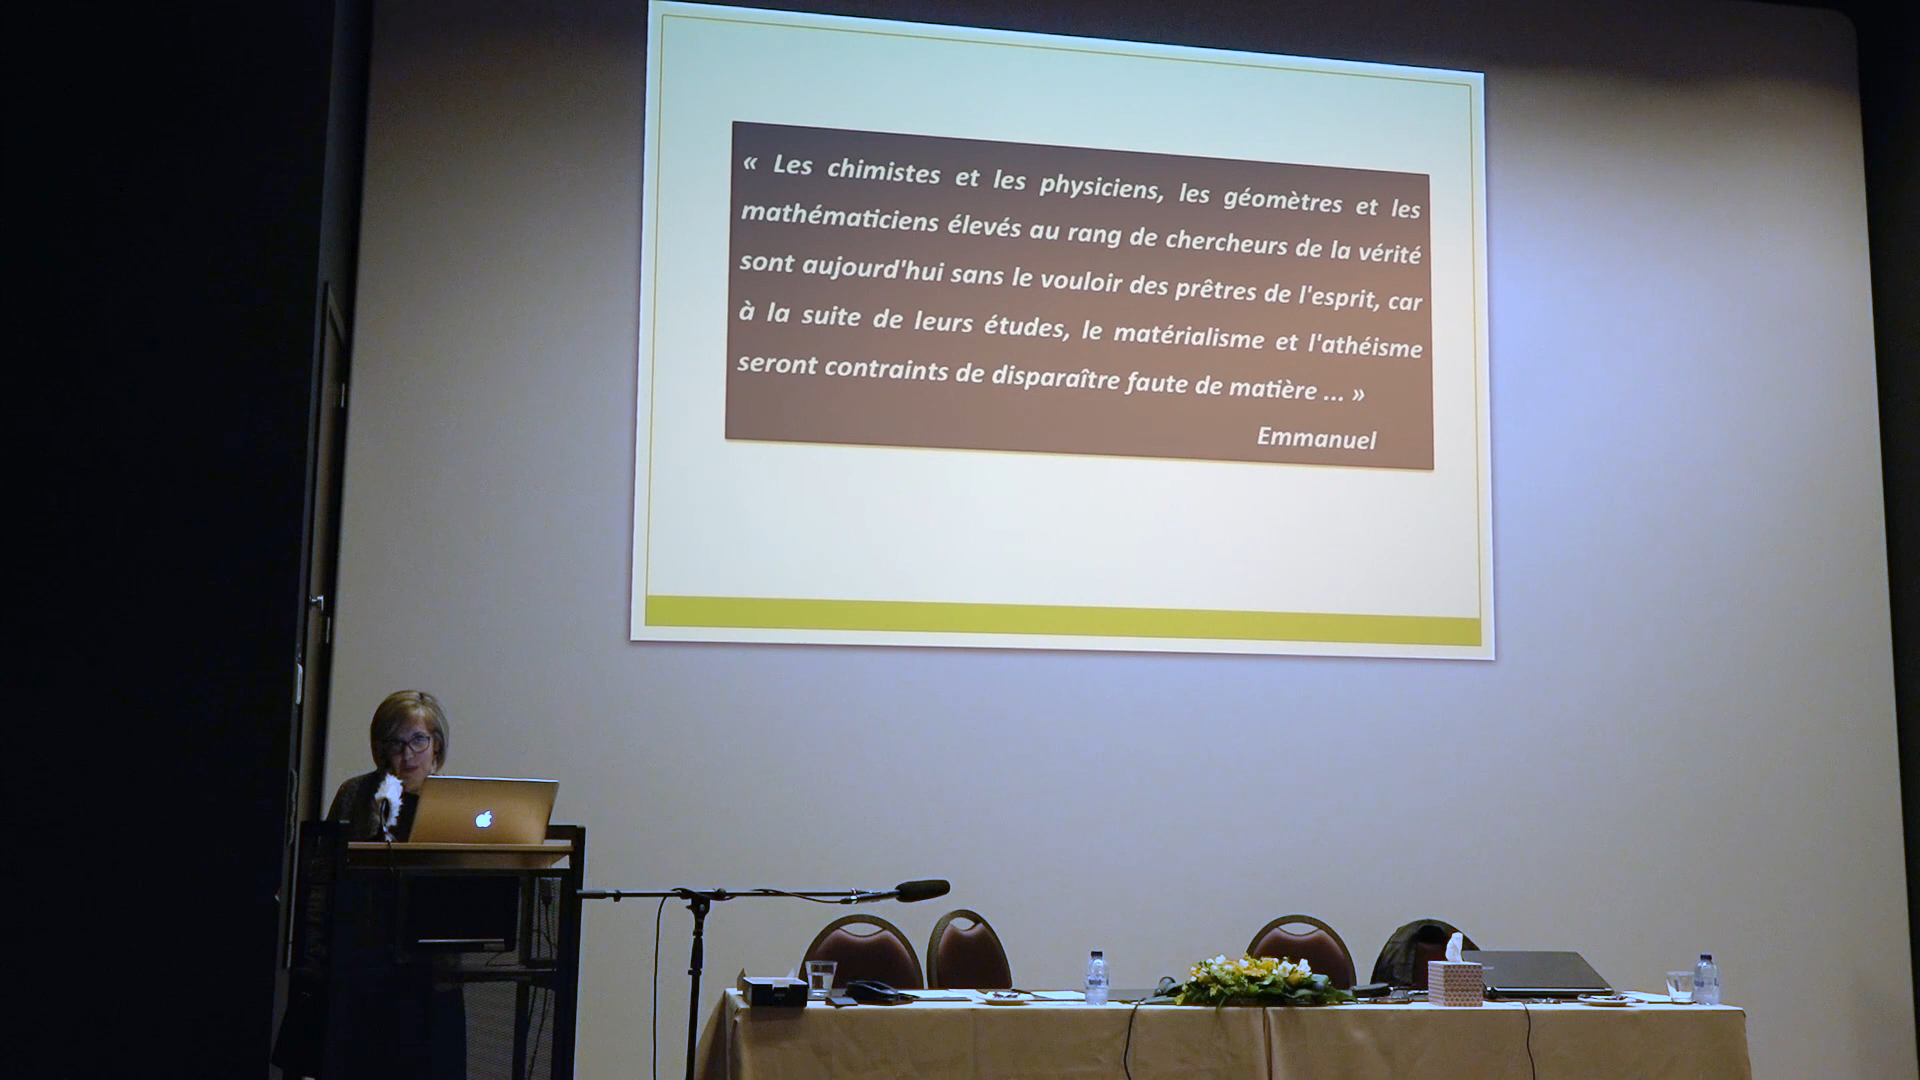 « Les chimistes et les physiciens, les géomètres et les
mathématiciens élevés au rang de chercheurs de la vérité
sont aujourd'hui sans le vouloir des prêtres de l'esprit, car
à la suite de leurs études, le matérialisme et l'athéisme
seront contraints de disparaître faute de matière ... »
Emmanuel